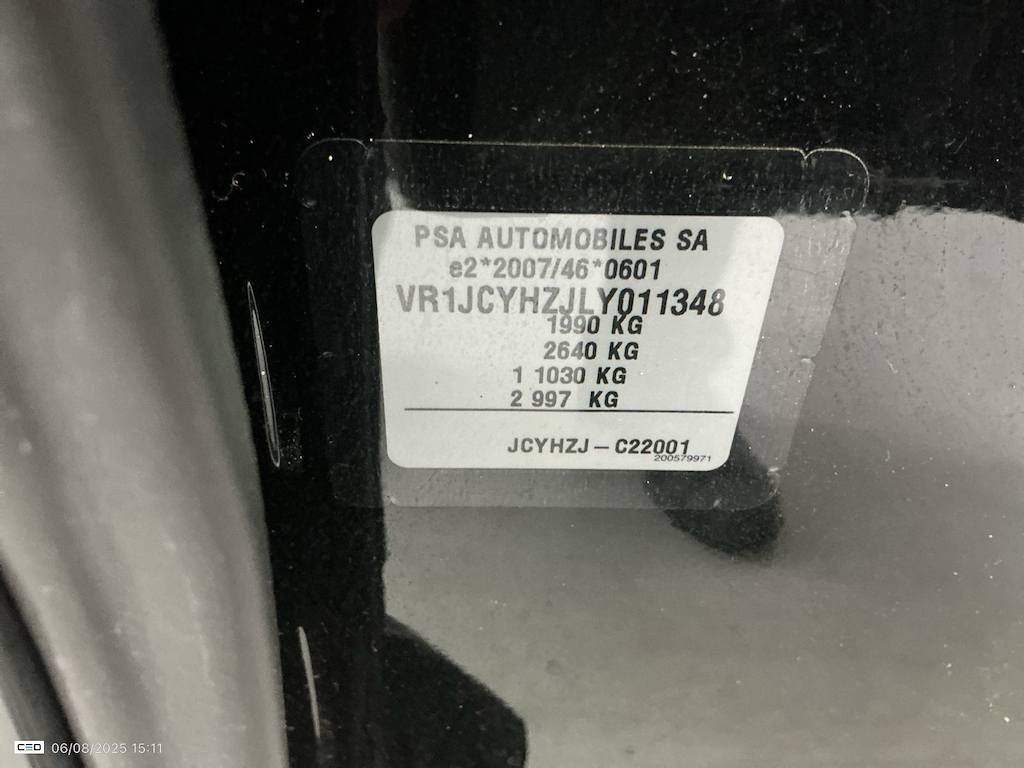 PSA AUTOMOBILES SA
e2*2007/46*0601
VR1JCYHZJLY011348
1990 KG
2640 KG
1 1030 KG
2 997 KG
JCYHZJ – C22001
200579971
CEO 06/08/2025 15:11